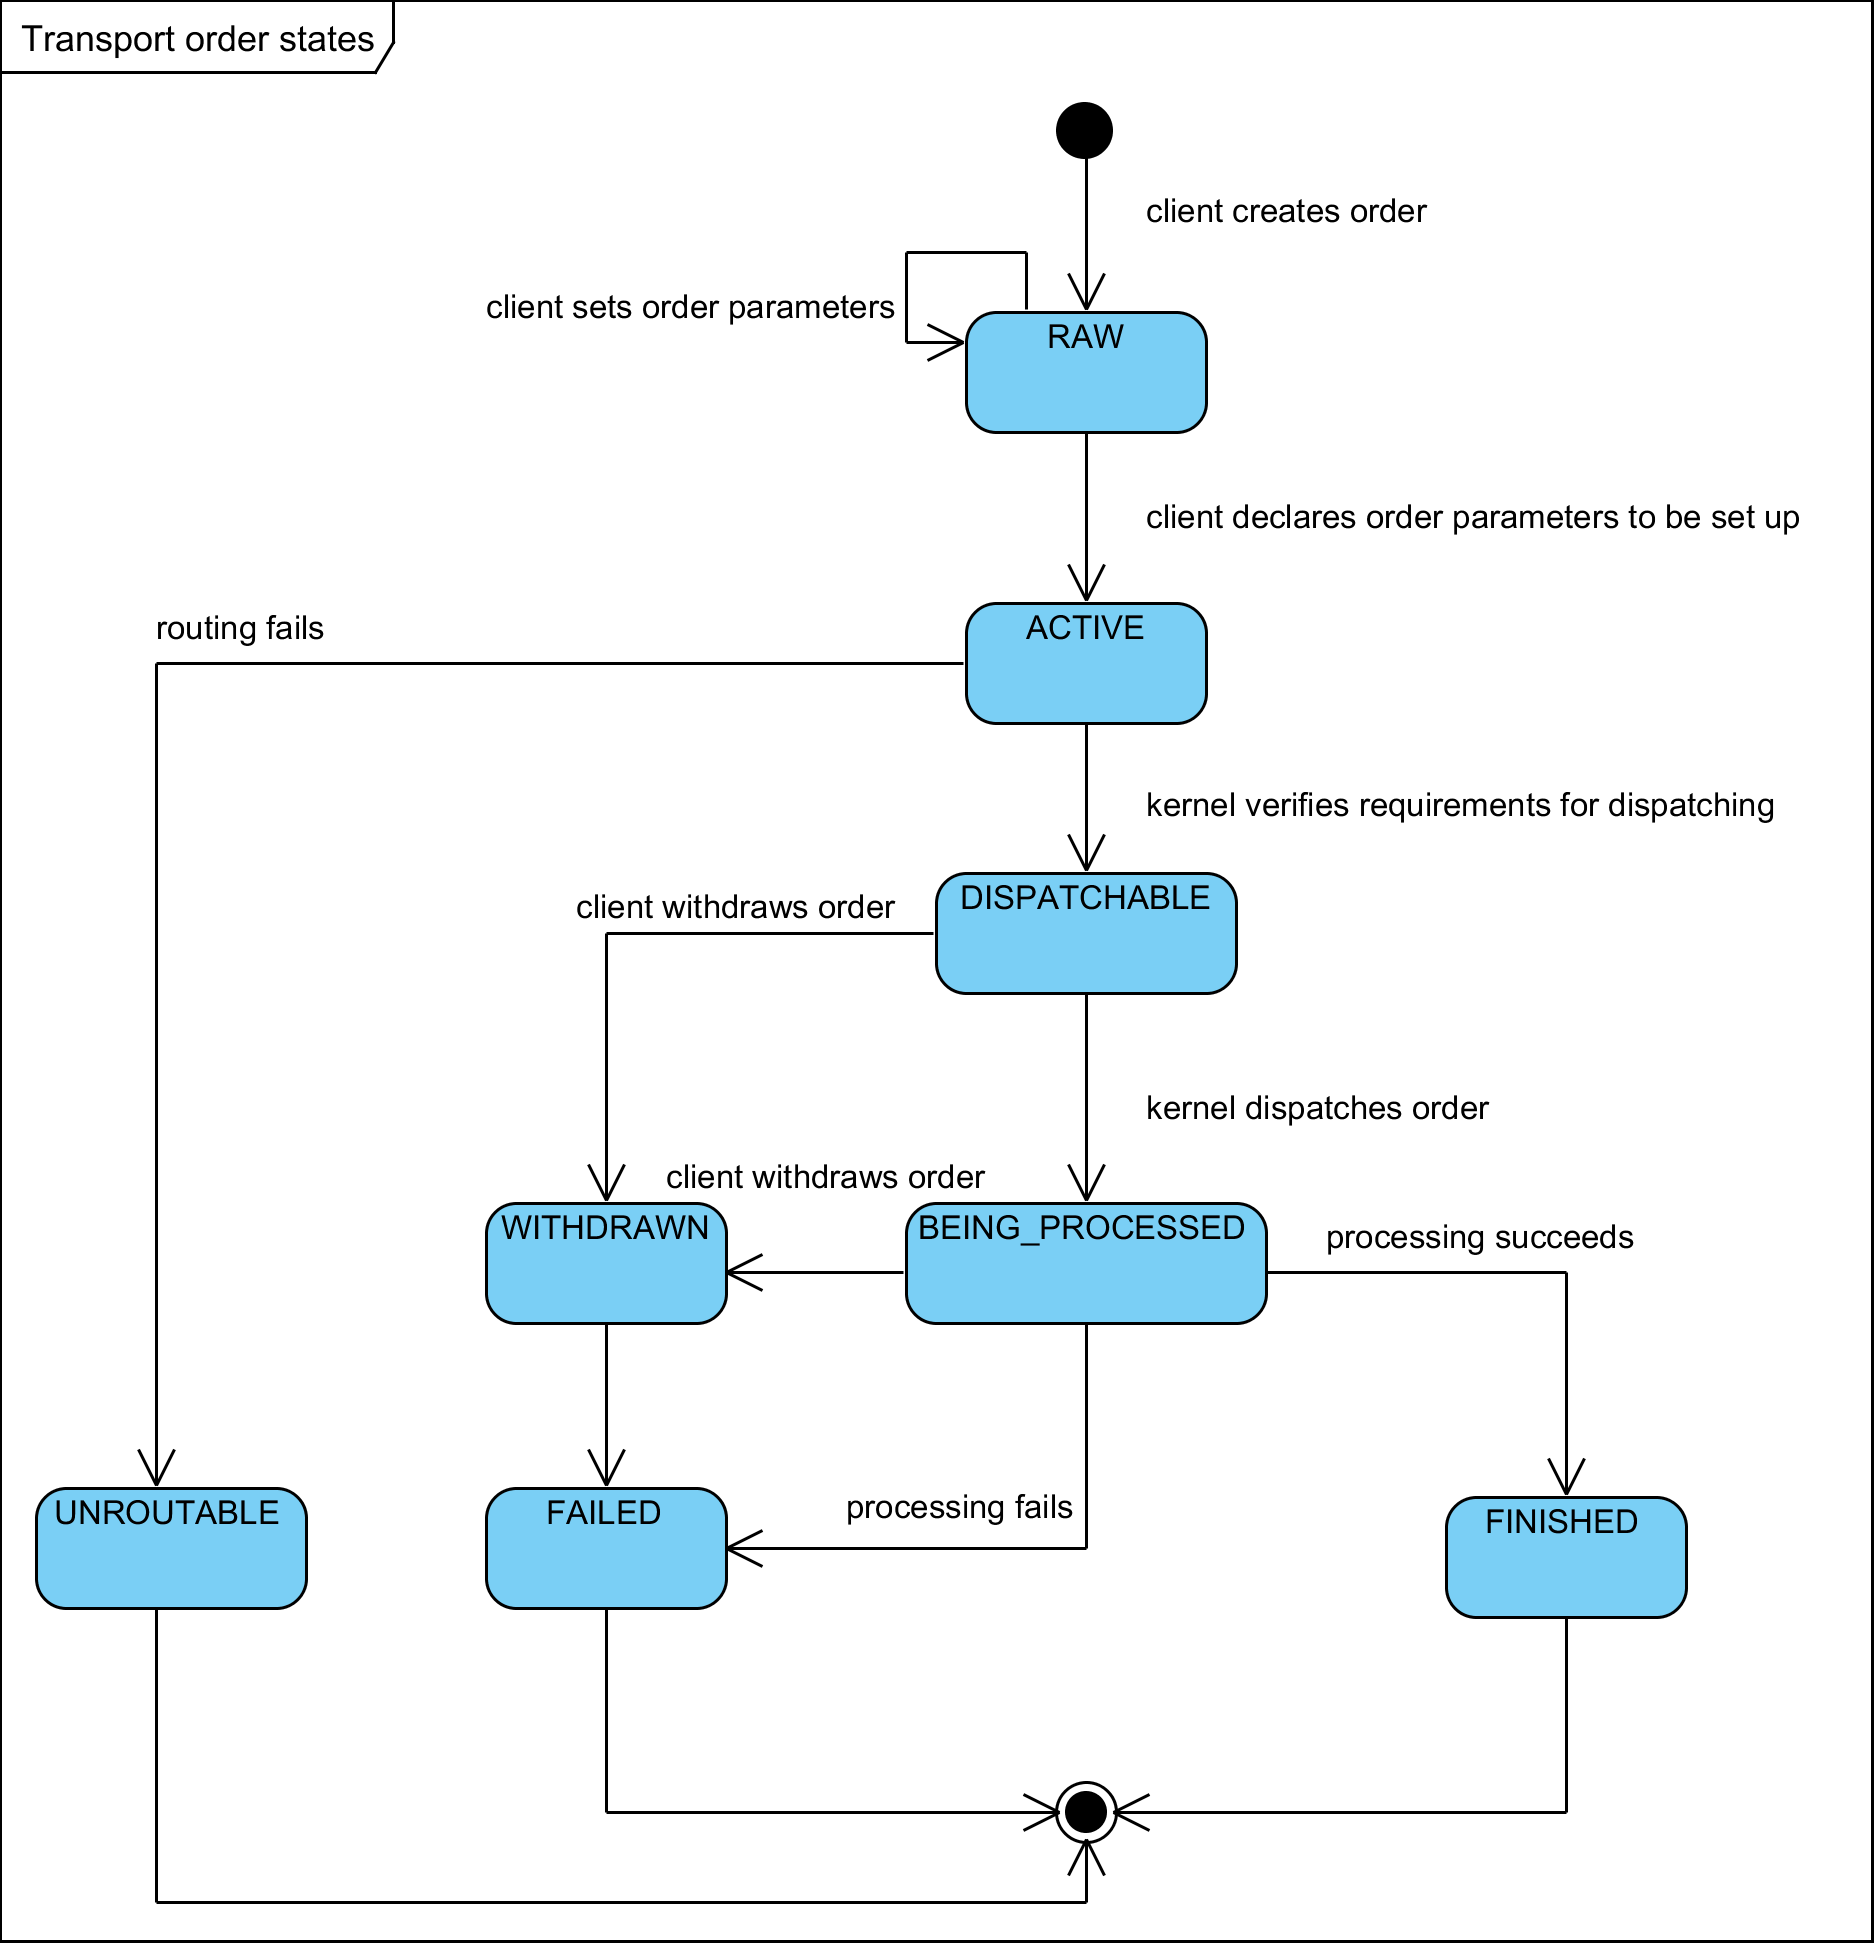 Transport order states
client creates order
client sets order parameters
RAW
client declares order parameters to be set up
routing fails
ACTIVE
kernel verifies requirements for dispatching
client withdraws order
DISPATCHABLE
kernel dispatches order
client withdraws order
WITHDRAWN
BEING_PROCESSED
processing succeeds
UNROUTABLE
FAILED
processing fails
FINISHED